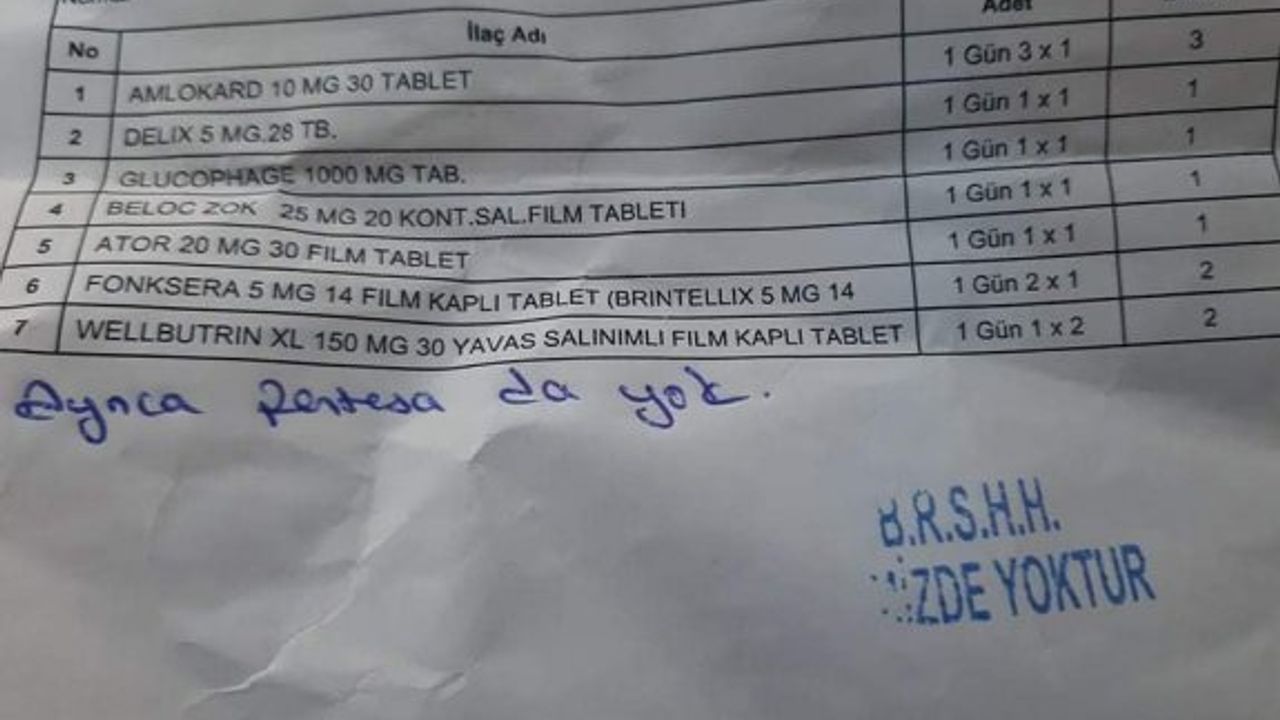 No İlaç Adı Adet
1 AMLOKARD 10 MG 30 TABLET 1 Gün 3 x 1 3
2 DELIX 5 MG.28 TB. 1 Gün 1 x 1 1
3 GLUCOPHAGE 1000 MG TAB. 1 Gün 1 x 1 1
4 BELOC ZOK 25 MG 20 KONT.SAL.FILM TABLETI 1 Gün 1 x 1 1
5 ATOR 20 MG 30 FILM TABLET 1 Gün 1 x 1 1
6 FONKSERA 5 MG 14 FILM KAPLI TABLET (BRINTELLIX 5 MG 14 1 Gün 2 x 1 2
7 WELLBUTRIN XL 150 MG 30 YAVAS SALINIMLI FILM KAPLI TABLET 1 Gün 1 x 2 2
Ayrıca da yok.
B.R.S.H.H.
ZDE YOKTUR